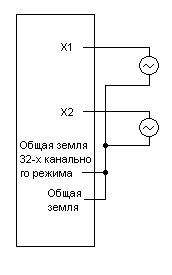 X1
X2
Общая земля
32-х канально
го режима
Общая
земля